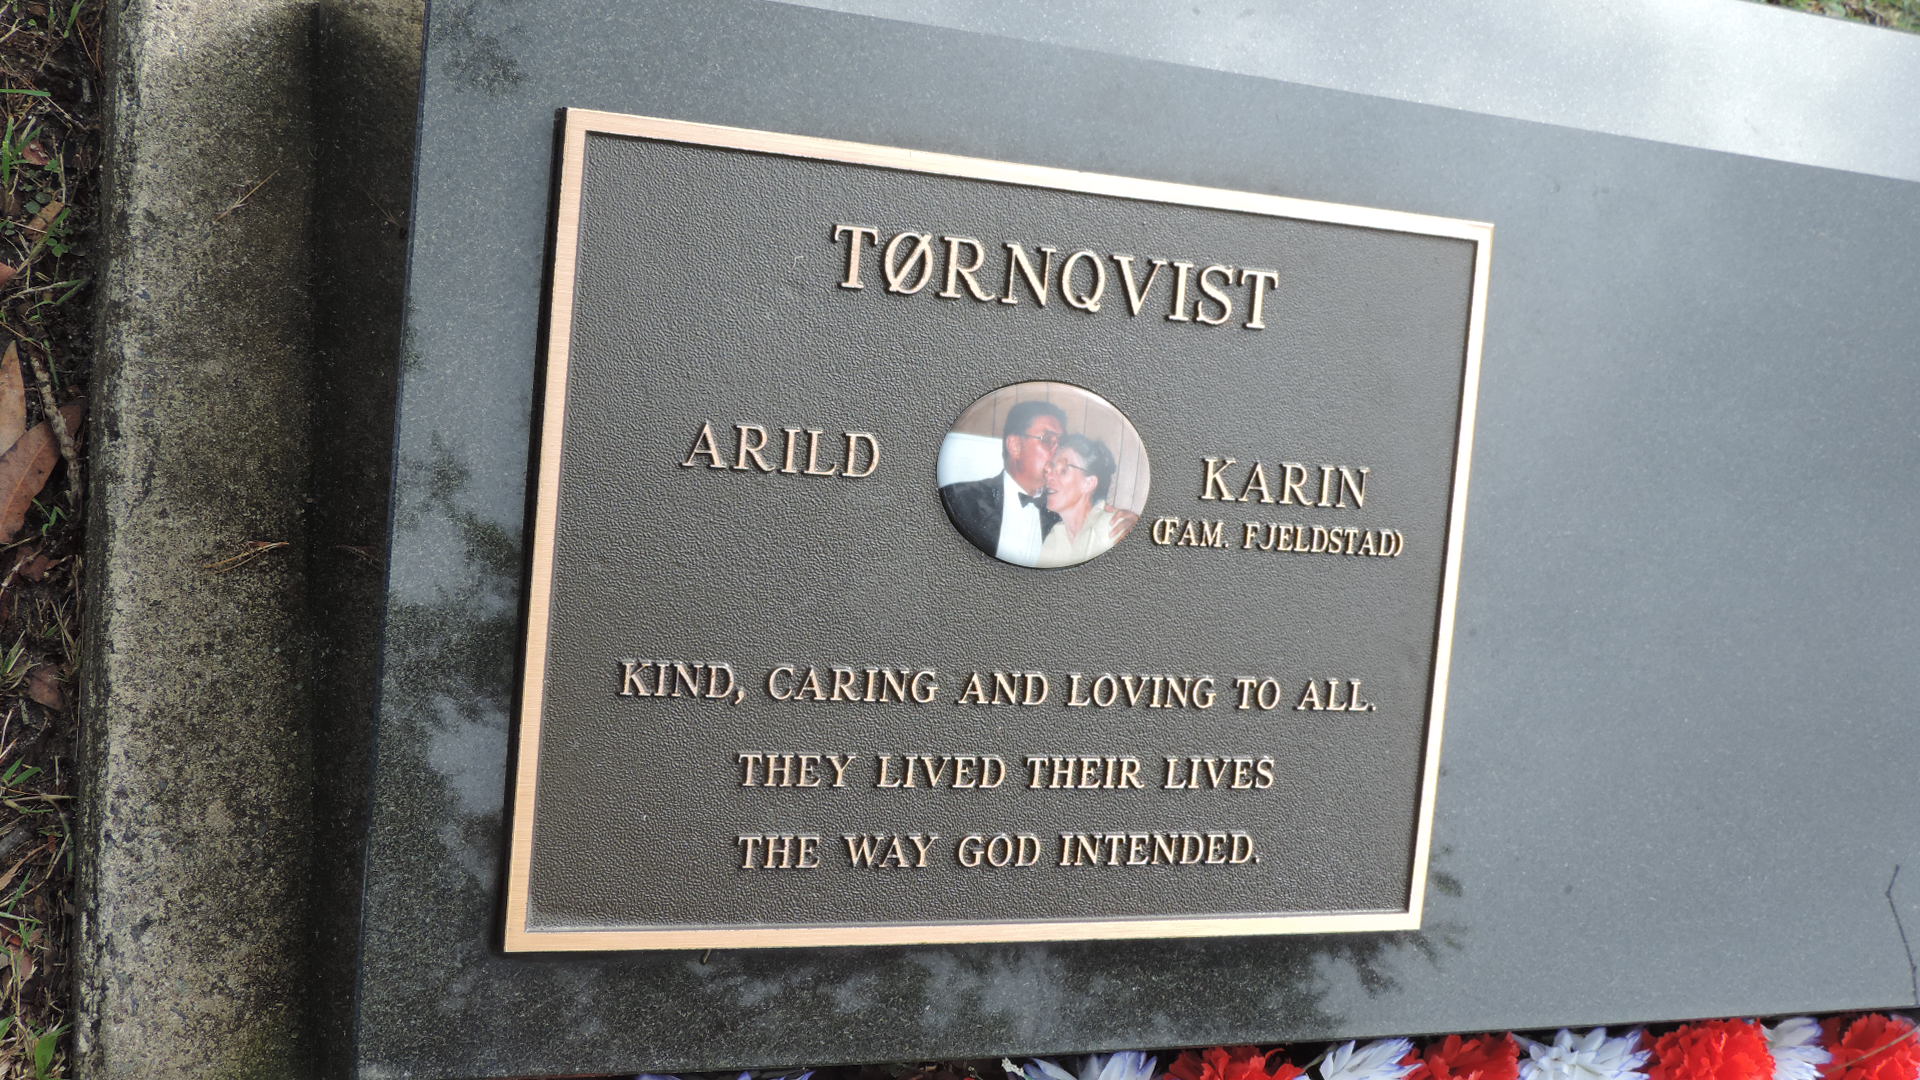 TØRNQVIST
ARILD
KARIN
(FAM. FJELDSTAD)
KIND, CARING AND LOVING TO ALL.
THEY LIVED THEIR LIVES
THE WAY GOD INTENDED.